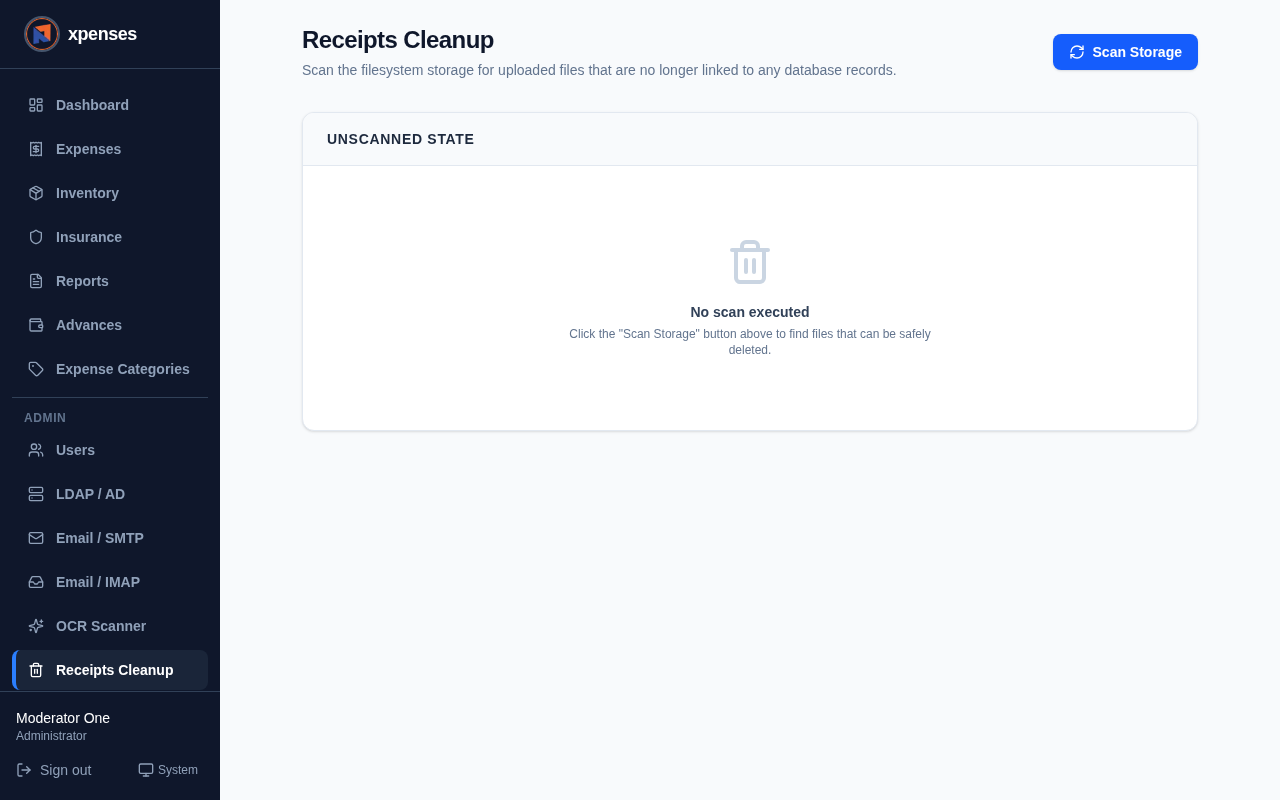 xpenses
Dashboard
Expenses
Inventory
Insurance
Reports
Advances
Expense Categories
ADMIN
Users
LDAP / AD
Email / SMTP
Email / IMAP
OCR Scanner
Receipts Cleanup
Moderator One
Administrator
Sign out
System
Receipts Cleanup
Scan the filesystem storage for uploaded files that are no longer linked to any database records.
Scan Storage
UNSCANNED STATE
No scan executed
Click the "Scan Storage" button above to find files that can be safely
deleted.